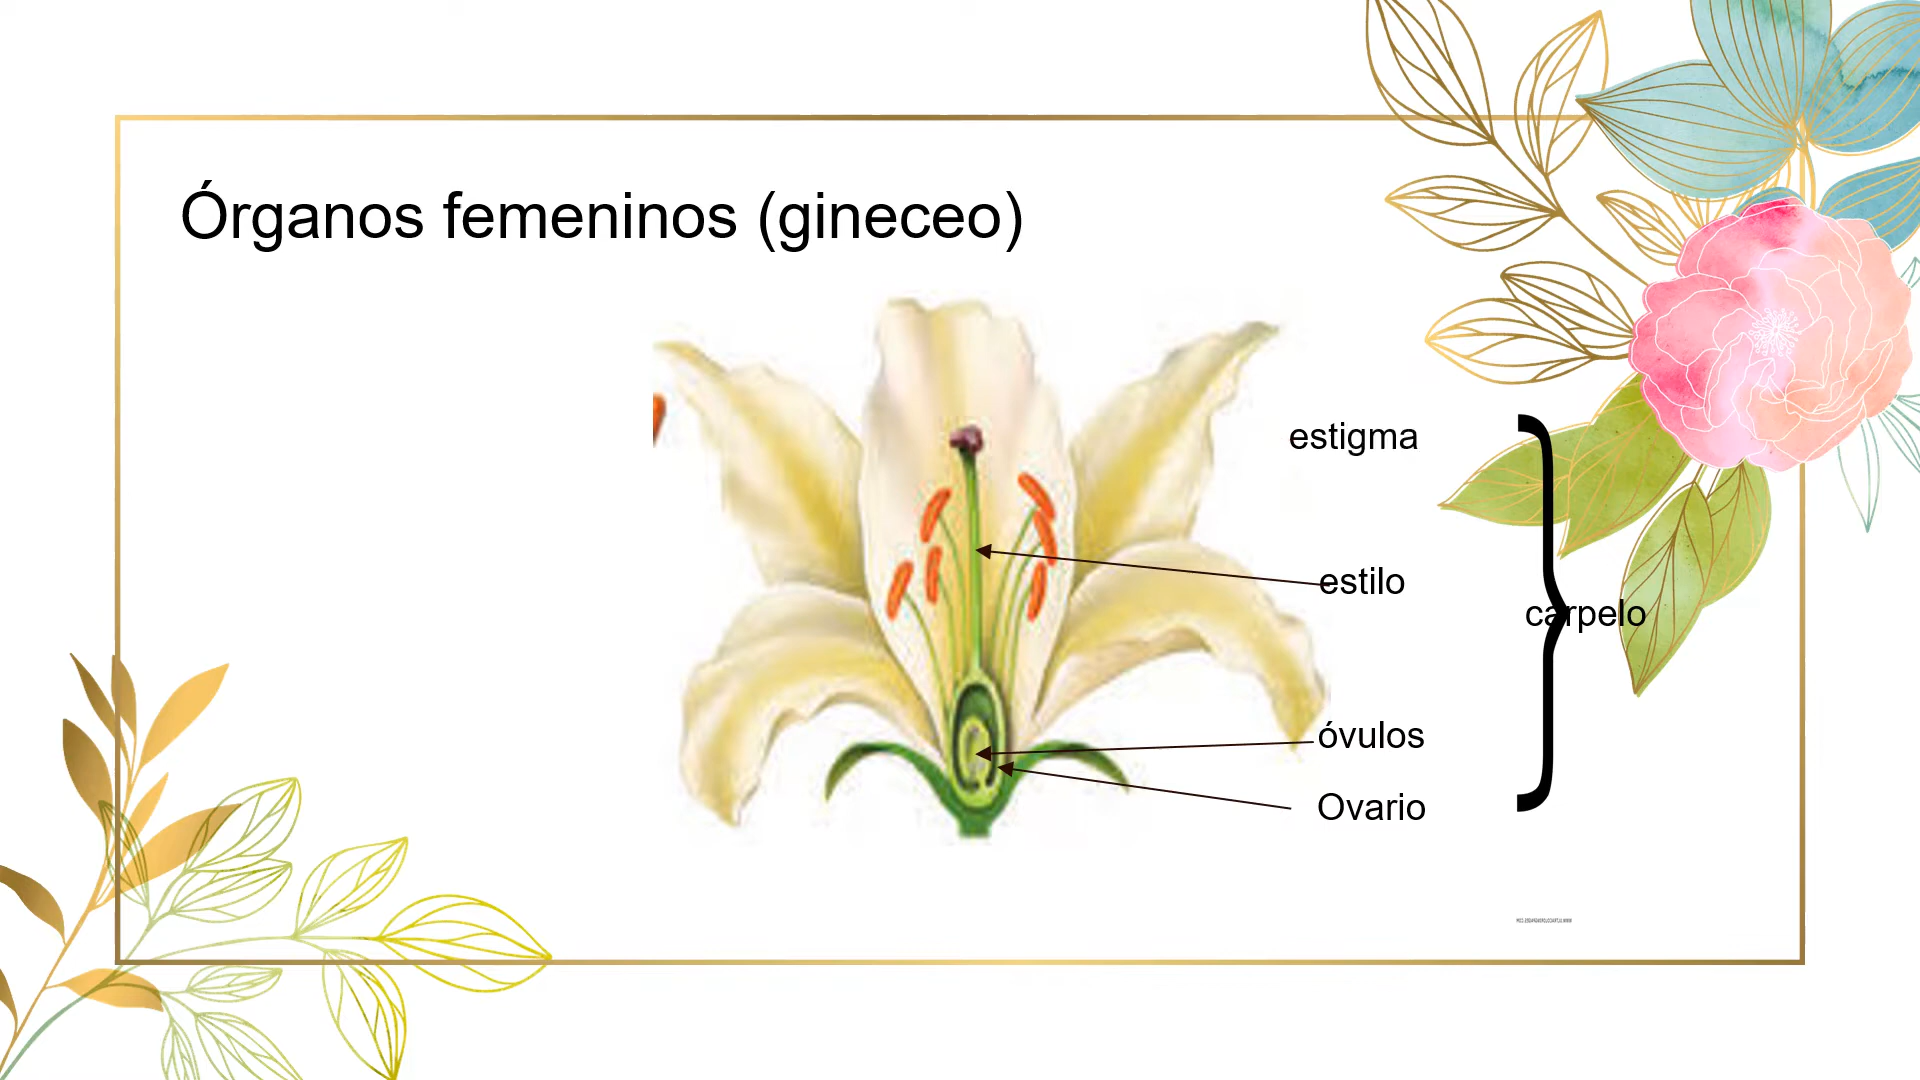 Órganos femeninos (gineceo)
estigma
estilo
carpelo
óvulos
Ovario